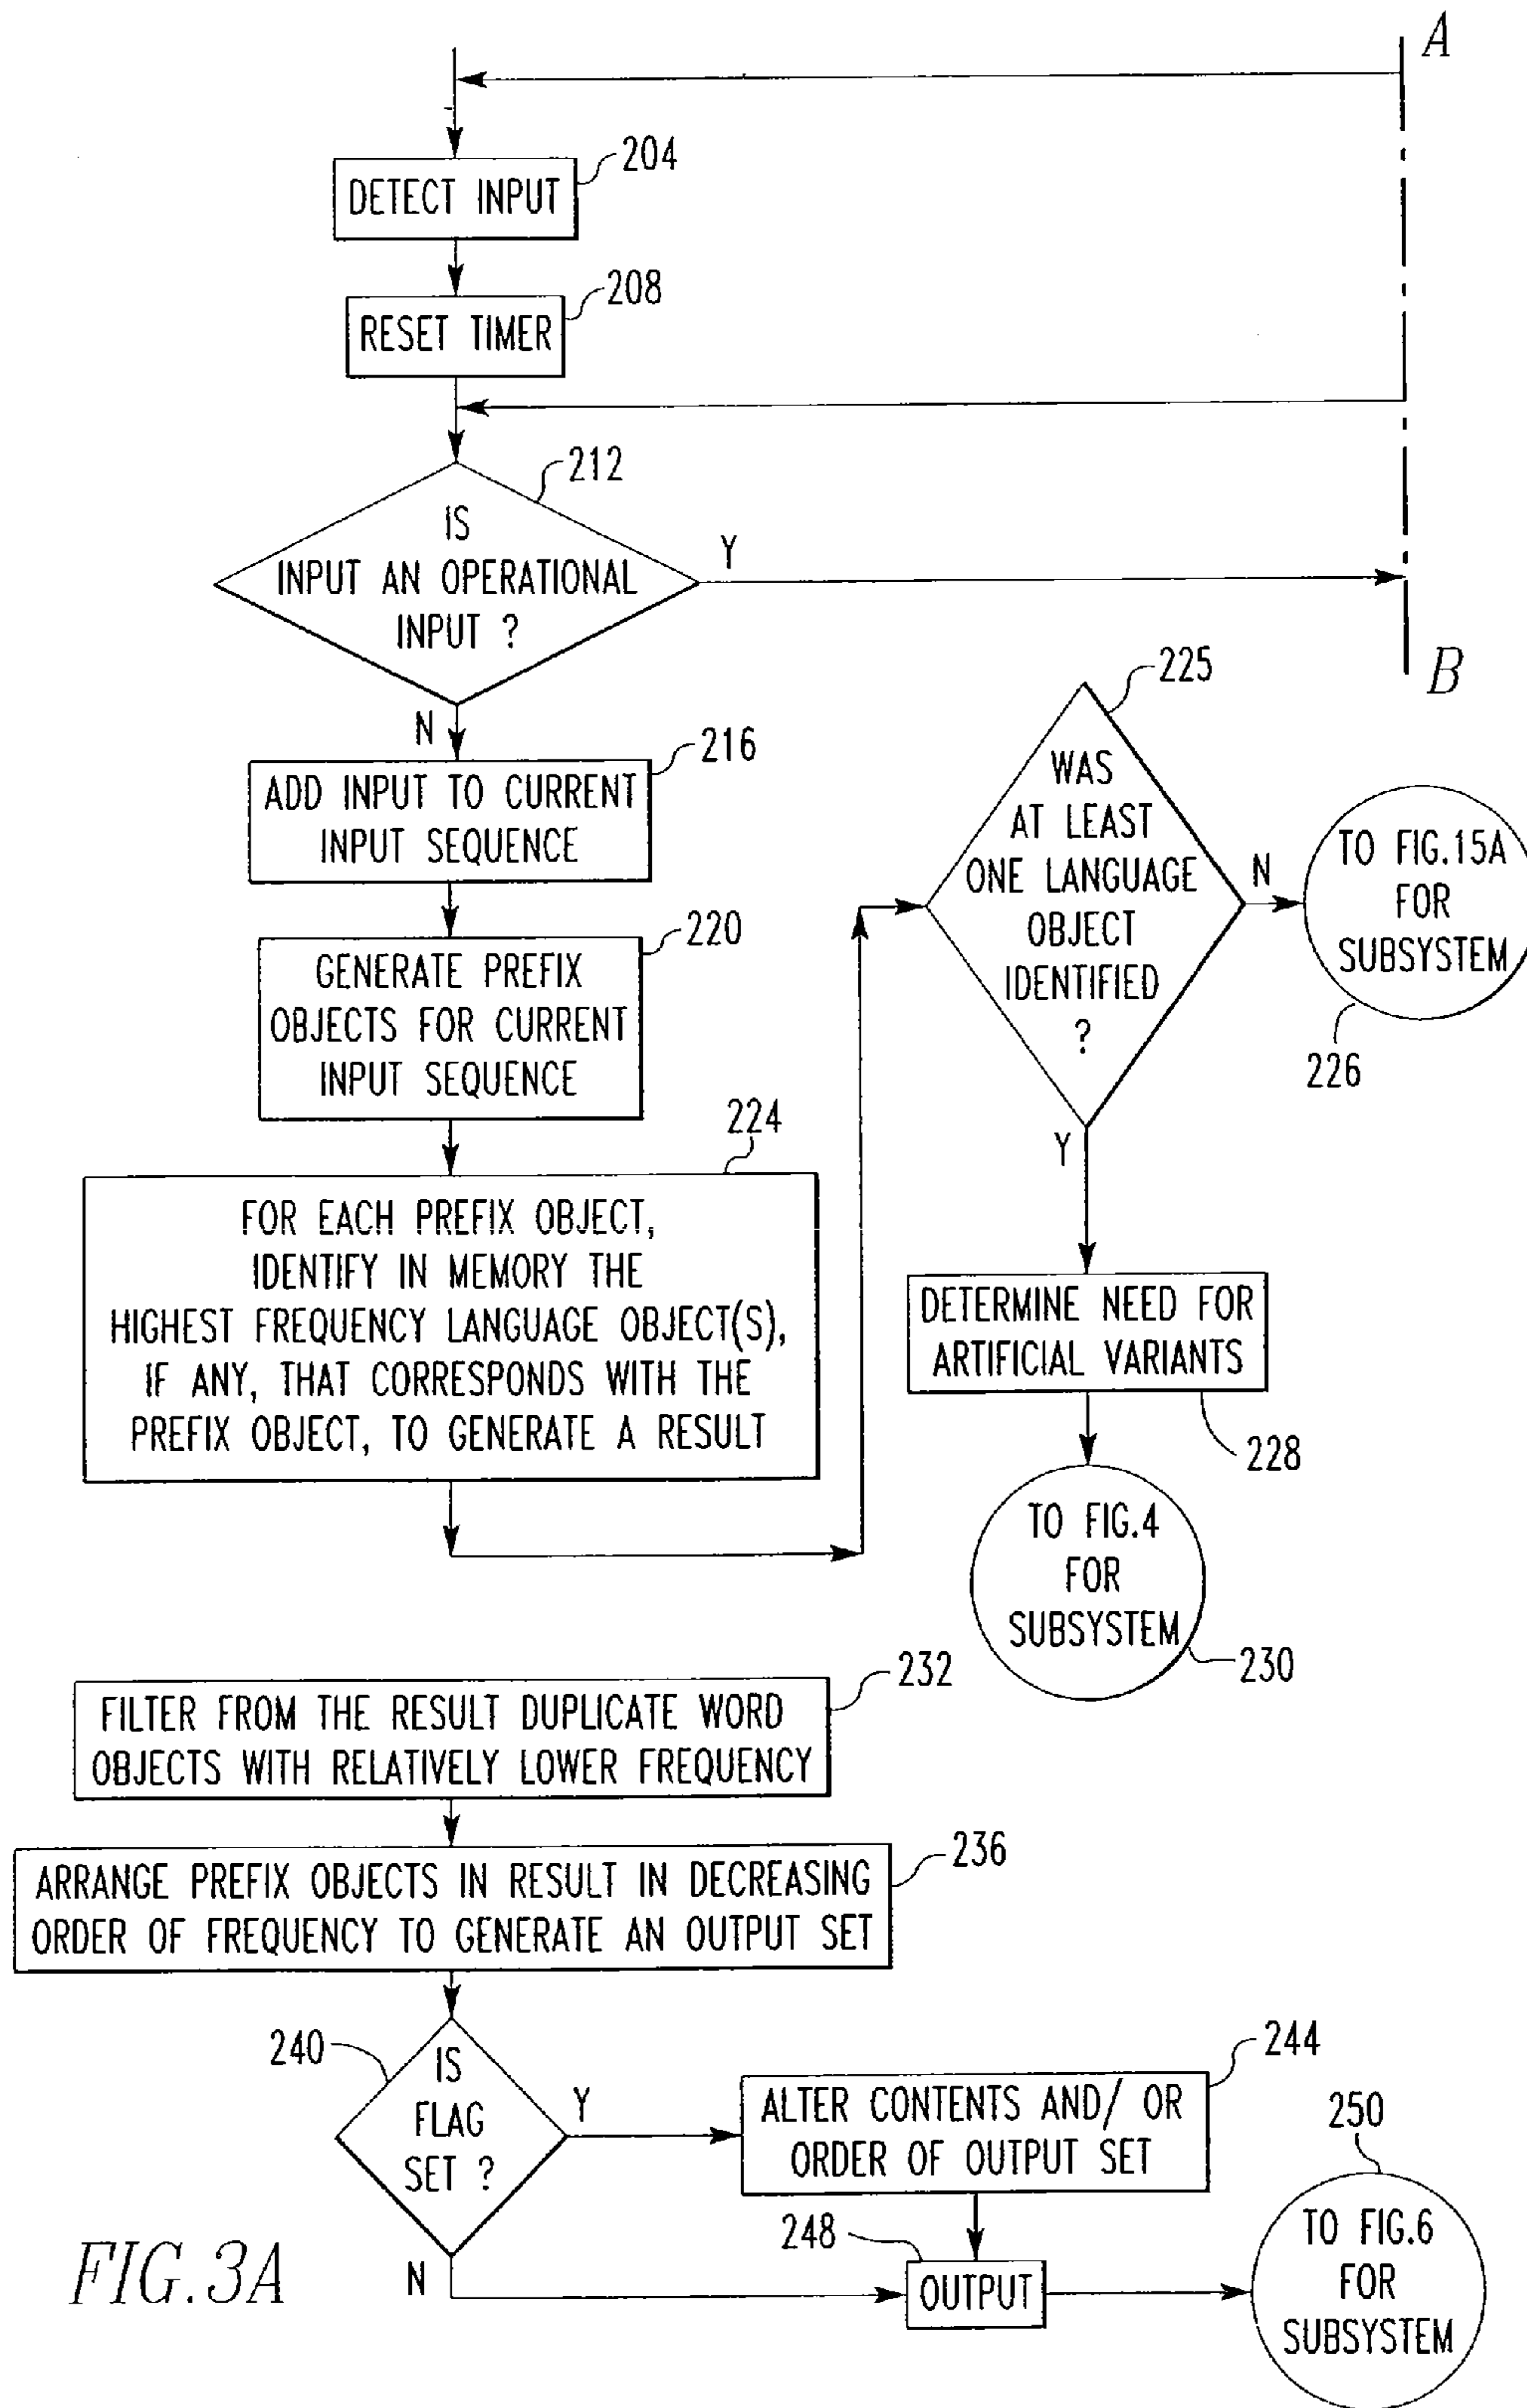 A
204
DETECT INPUT
208
RESET TIMER
212
IS
INPUT AN OPERATIONAL
INPUT ?
Y
B
N
216
ADD INPUT TO CURRENT
INPUT SEQUENCE
220
GENERATE PREFIX
OBJECTS FOR CURRENT
INPUT SEQUENCE
224
FOR EACH PREFIX OBJECT,
IDENTIFY IN MEMORY THE
HIGHEST FREQUENCY LANGUAGE OBJECT(S),
IF ANY, THAT CORRESPONDS WITH THE
PREFIX OBJECT, TO GENERATE A RESULT
225
WAS
AT LEAST
ONE LANGUAGE
OBJECT
IDENTIFIED
?
N
TO FIG.15A
FOR
SUBSYSTEM
226
Y
DETERMINE NEED FOR
ARTIFICIAL VARIANTS
228
TO FIG.4
FOR
SUBSYSTEM
230
232
FILTER FROM THE RESULT DUPLICATE WORD
OBJECTS WITH RELATIVELY LOWER FREQUENCY
236
ARRANGE PREFIX OBJECTS IN RESULT IN DECREASING
ORDER OF FREQUENCY TO GENERATE AN OUTPUT SET
240
IS
FLAG
SET ?
Y
244
ALTER CONTENTS AND/ OR
ORDER OF OUTPUT SET
N
248
OUTPUT
250
TO FIG.6
FOR
SUBSYSTEM
FIG.3A